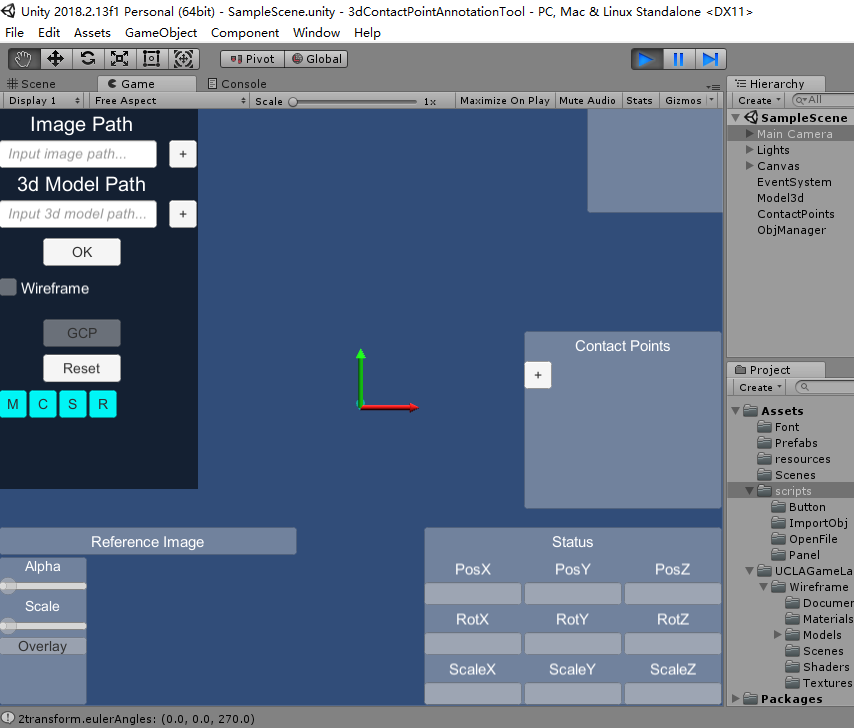 Unity 2018.2.13f1 Personal (64bit) - SampleScene.unity - 3dContactPointAnnotationTool - PC, Mac & Linux Standalone <DX11>
File Edit Assets GameObject Component Window Help
Pivot Global
Scene Game Console Hierarchy
Display 1 Free Aspect Scale 1x Maximize On Play Mute Audio Stats Gizmos Create All
Image Path
Input image path...
+
3d Model Path
Input 3d model path...
+
OK
Wireframe
GCP
Reset
M C S R
Contact Points
+
Reference Image
Alpha
Scale
Overlay
Status
PosX PosY PosZ
RotX RotY RotZ
ScaleX ScaleY ScaleZ
SampleScene
Main Camera
Lights
Canvas
EventSystem
Model3d
ContactPoints
ObjManager
Project
Create
Assets
Font
Prefabs
resources
Scenes
scripts
Button
ImportObj
OpenFile
Panel
UCLAGameLa
Wireframe
Documen
Materials
Models
Scenes
Shaders
Textures
Packages
2transform.eulerAngles: (0.0, 0.0, 270.0)